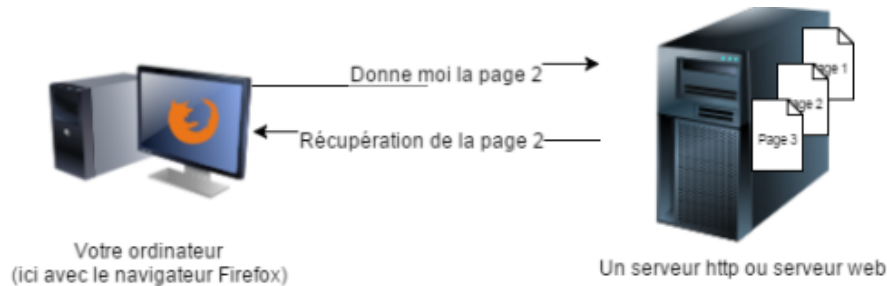 Donne moi la page 2
Récupération de la page 2
Page 1
Page 2
Page 3
Votre ordinateur
(ici avec le navigateur Firefox)
Un serveur http ou serveur web